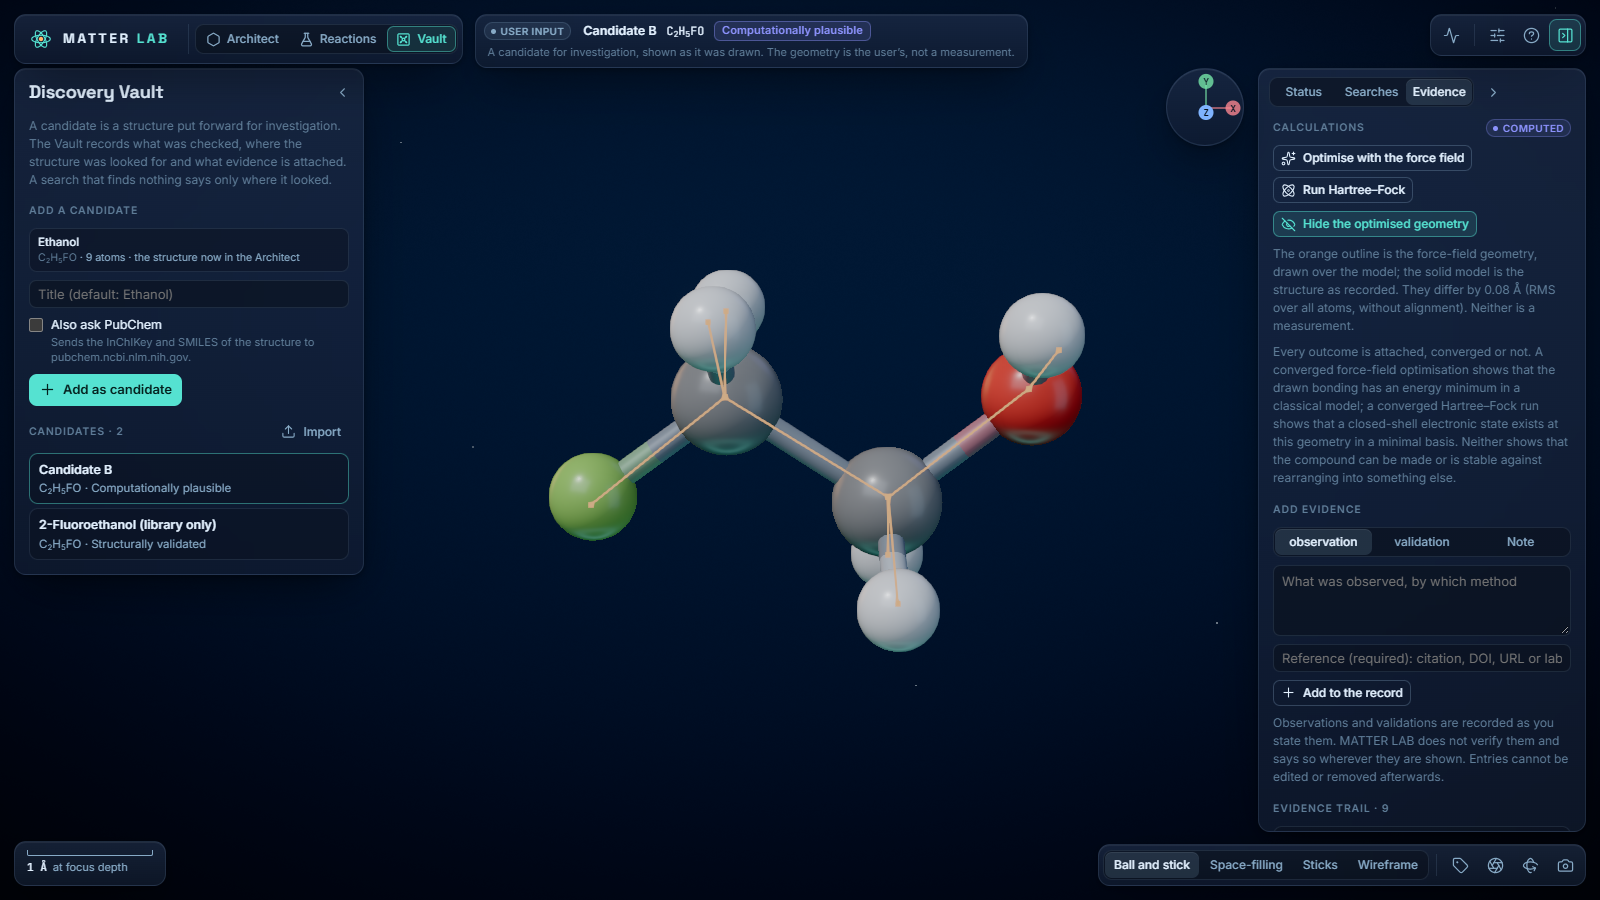 MATTER LAB
Architect
Reactions
Vault
USER INPUT
Candidate B
C₂H₅FO
Computationally plausible
A candidate for investigation, shown as it was drawn. The geometry is the user's, not a measurement.
Discovery Vault
A candidate is a structure put forward for investigation.
The Vault records what was checked, where the
structure was looked for and what evidence is attached.
A search that finds nothing says only where it looked.
ADD A CANDIDATE
Ethanol
C₂H₅FO · 9 atoms · the structure now in the Architect
Title (default: Ethanol)
Also ask PubChem
Sends the InChIKey and SMILES of the structure to
pubchem.ncbi.nlm.nih.gov.
Add as candidate
CANDIDATES · 2
Import
Candidate B
C₂H₅FO · Computationally plausible
2-Fluoroethanol (library only)
C₂H₅FO · Structurally validated
Y
X
Z
Status
Searches
Evidence
CALCULATIONS
COMPUTED
Optimise with the force field
Run Hartree–Fock
Hide the optimised geometry
The orange outline is the force-field geometry,
drawn over the model; the solid model is the
structure as recorded. They differ by 0.08 Å (RMS
over all atoms, without alignment). Neither is a
measurement.
Every outcome is attached, converged or not. A
converged force-field optimisation shows that the
drawn bonding has an energy minimum in a
classical model; a converged Hartree–Fock run
shows that a closed-shell electronic state exists at
this geometry in a minimal basis. Neither shows that
the compound can be made or is stable against
rearranging into something else.
ADD EVIDENCE
observation
validation
Note
What was observed, by which method
Reference (required): citation, DOI, URL or lab
Add to the record
Observations and validations are recorded as you
state them. MATTER LAB does not verify them and
says so wherever they are shown. Entries cannot be
edited or removed afterwards.
EVIDENCE TRAIL · 9
1 Å at focus depth
Ball and stick
Space-filling
Sticks
Wireframe